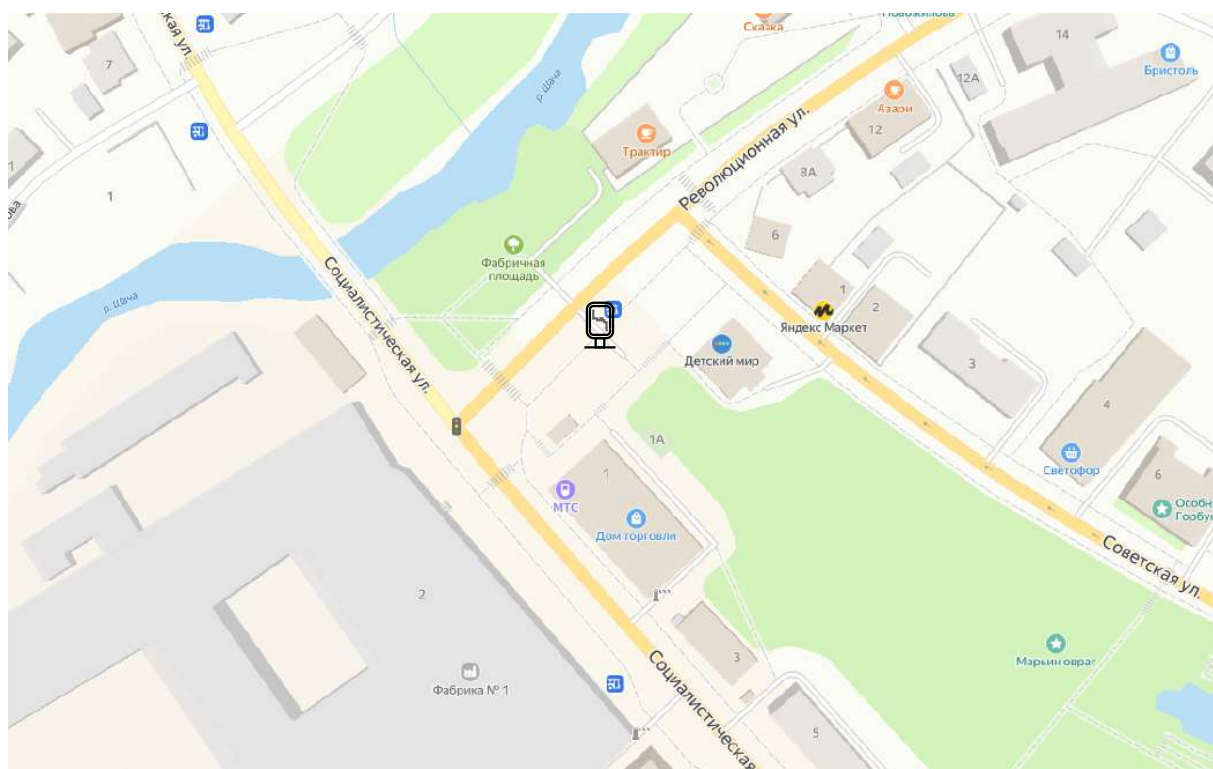 Сказка
14
Бристоль
12А
7
р. Шача
Азари
12
Трактир
Революционная ул.
8А
1
6
Фабричная
площадь
Социалистическая ул.
р. Шача
1
2
Яндекс Маркет
Детский мир
3
4
1А
Светофор
6
1
МТС
Дом торговли
Советская ул.
2
Марьин овраг
3
Фабрика № 1
Социалистическая
5